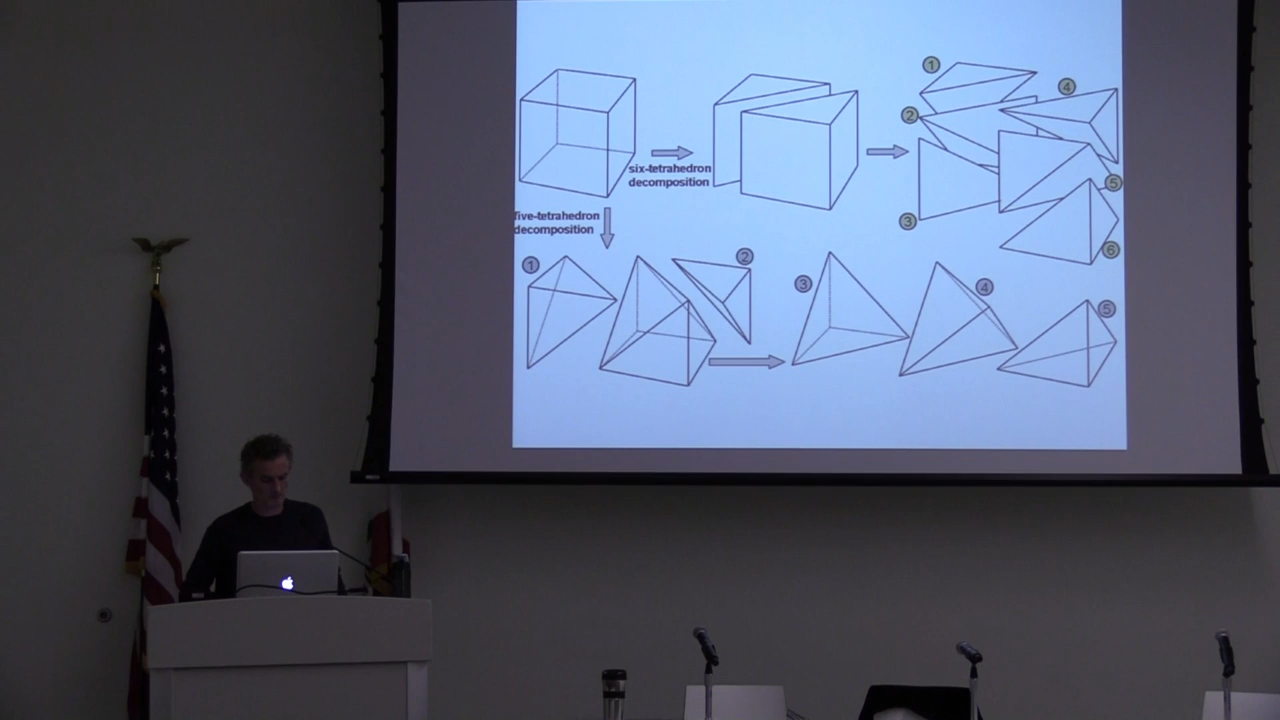 ①
④
②
six-tetrahedron
decomposition
⑤
③
five-tetrahedron
decomposition
⑥
①
②
③
④
⑤